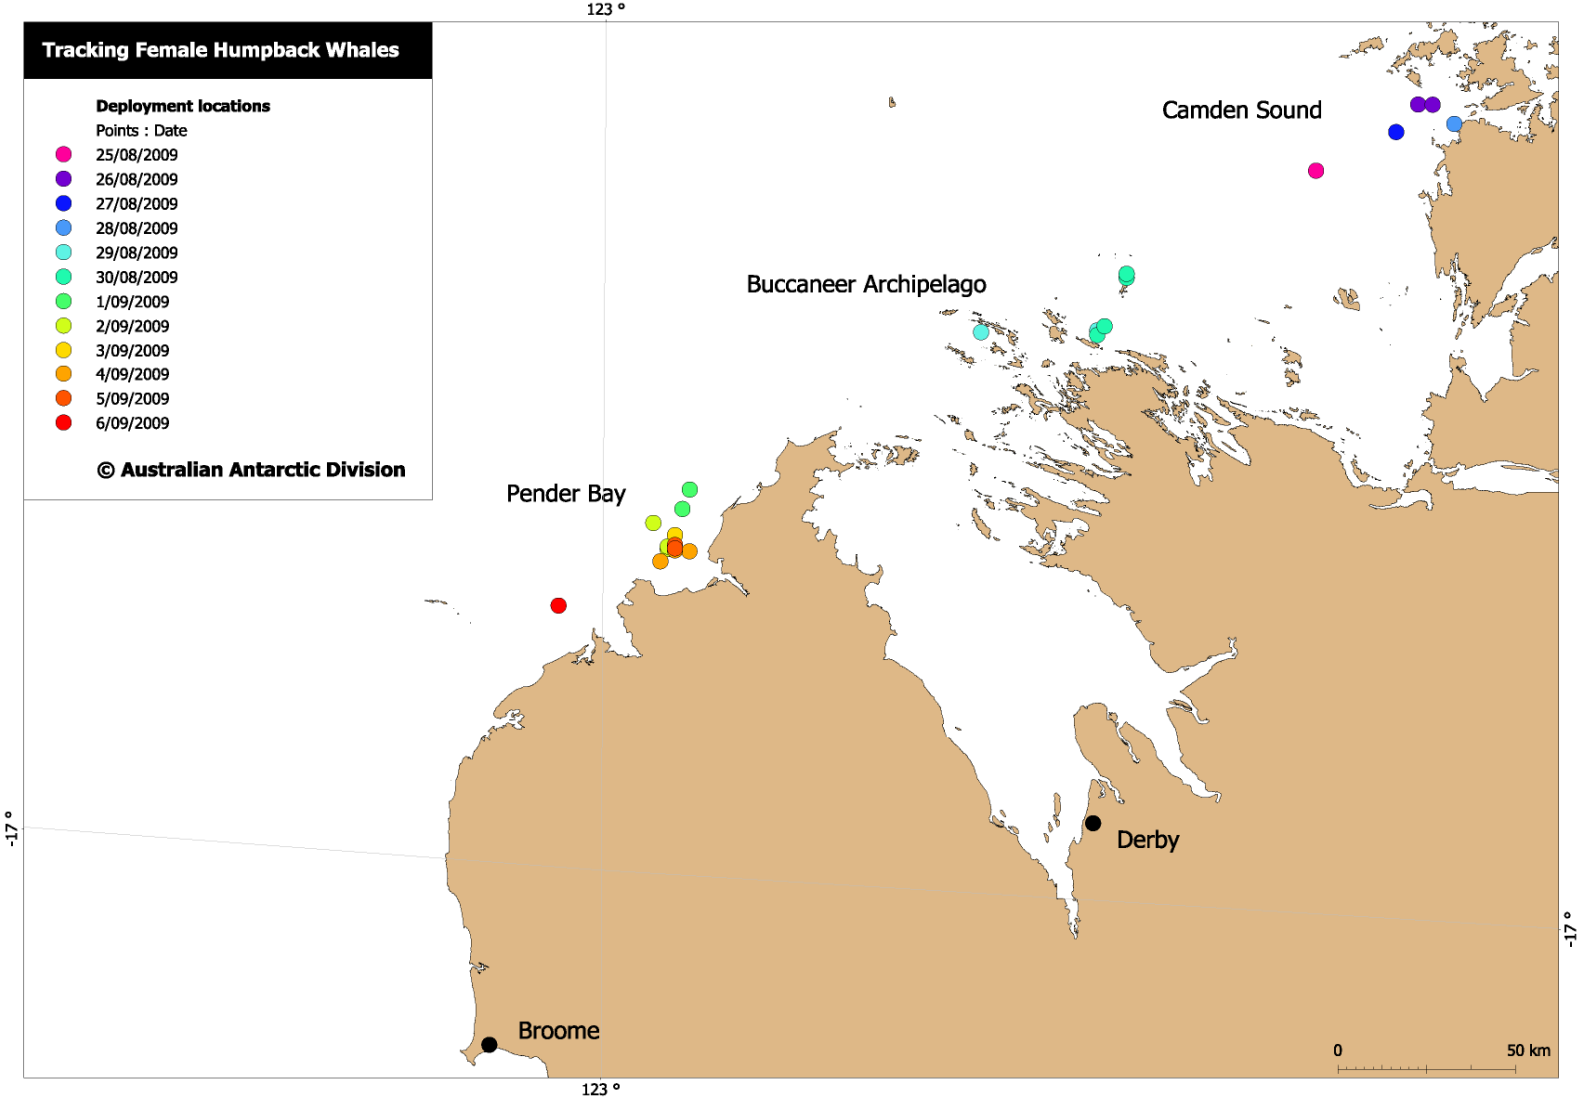 123 °
Tracking Female Humpback Whales
Deployment locations
Points : Date
25/08/2009
26/08/2009
27/08/2009
28/08/2009
29/08/2009
30/08/2009
1/09/2009
2/09/2009
3/09/2009
4/09/2009
5/09/2009
6/09/2009
© Australian Antarctic Division
Camden Sound
Buccaneer Archipelago
Pender Bay
-17 °
Derby
-17 °
Broome
0 50 km
123 °